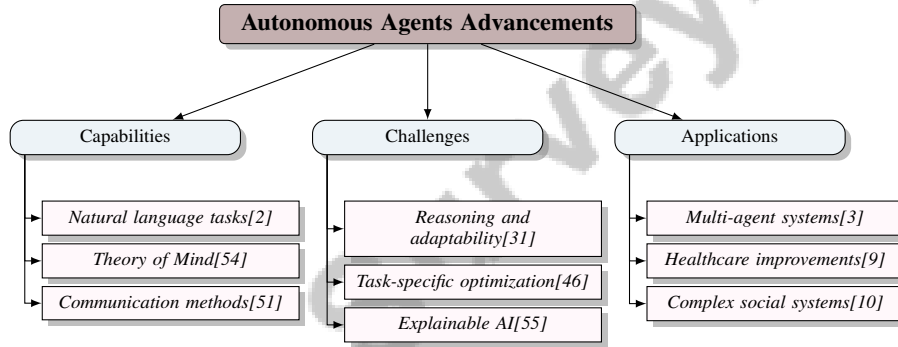 Autonomous Agents Advancements
Capabilities
Challenges
Applications
Natural language tasks[2]
Theory of Mind[54]
Communication methods[51]
Reasoning and
adaptability[31]
Task-specific optimization[46]
Explainable AI[55]
Multi-agent systems[3]
Healthcare improvements[9]
Complex social systems[10]